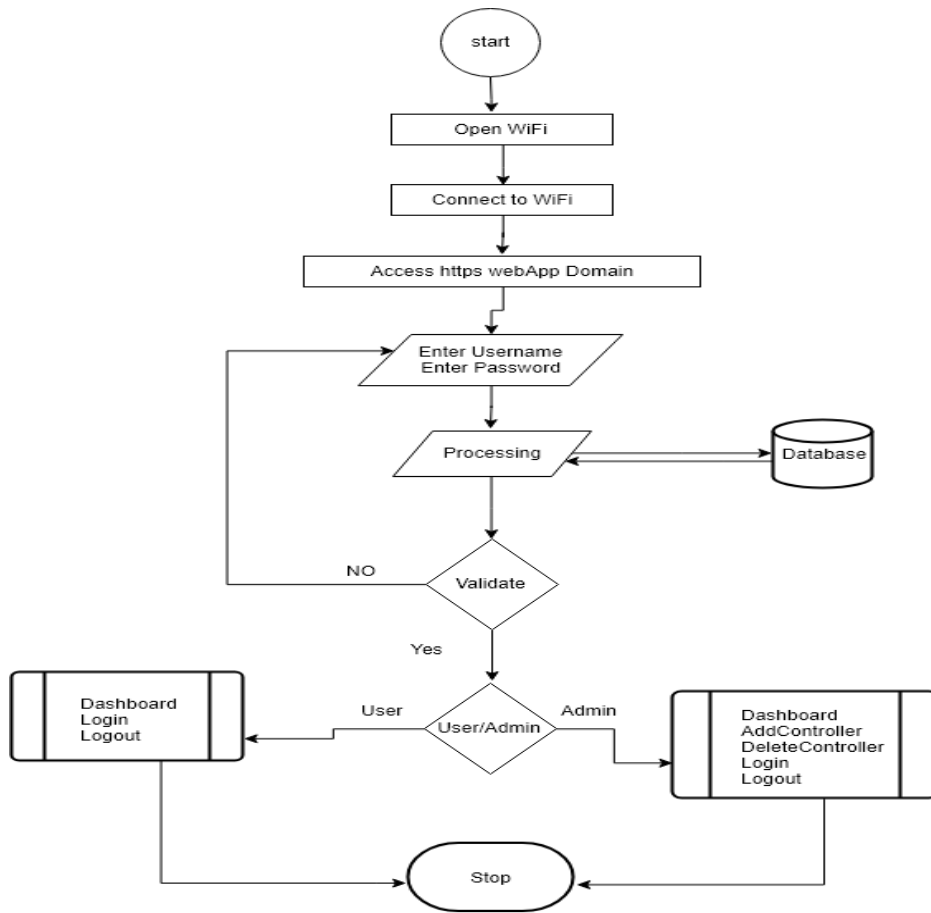 start
Open WiFi
Connect to WiFi
Access https webApp Domain
Enter Username
Enter Password
Processing
Database
NO
Validate
Yes
User
User/Admin
Admin
Dashboard
Login
Logout
Dashboard
AddController
DeleteController
Login
Logout
Stop